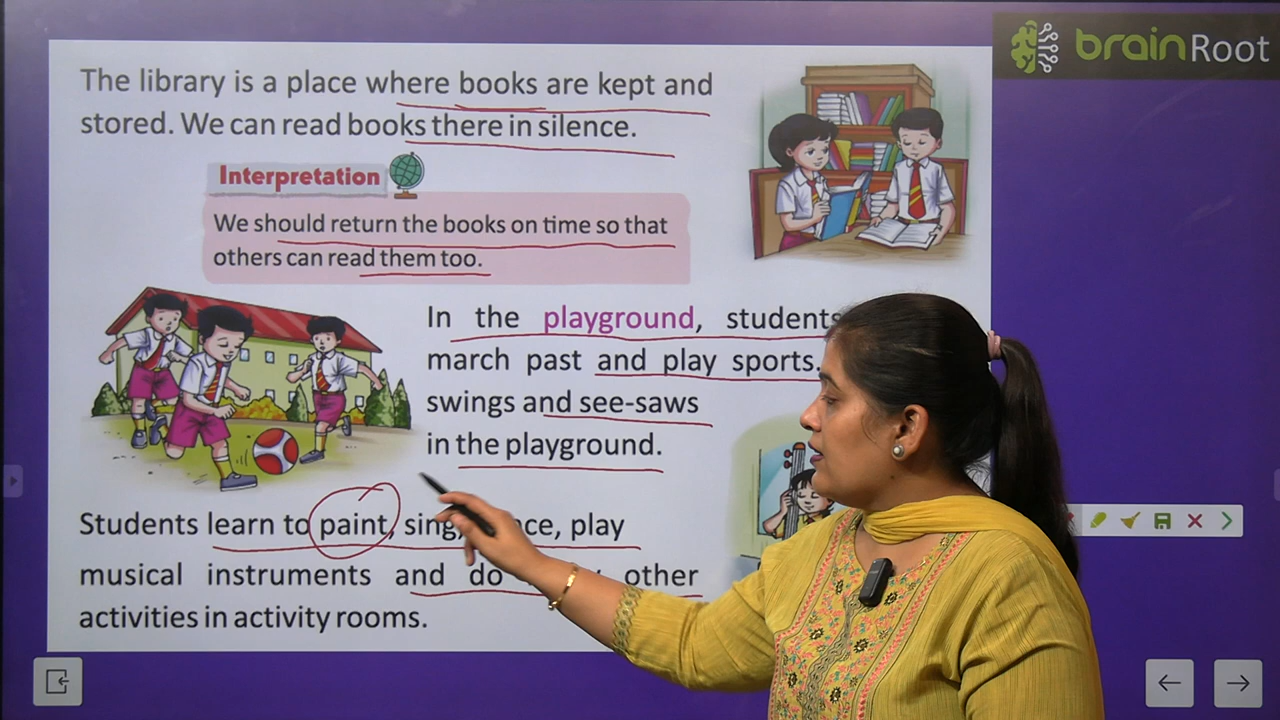 brainRoot
The library is a place where books are kept and
stored. We can read books there in silence.
Interpretation
We should return the books on time so that
others can read them too.
In the playground, students
march past and play sports.
swings and see-saws
in the playground.
Students learn to paint, sing, play
musical instruments and do other
activities in activity rooms.